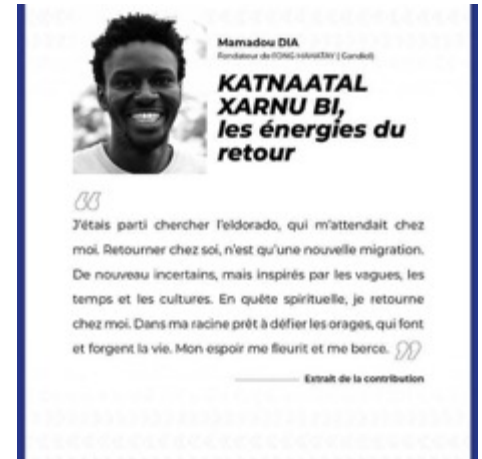 Mamadou DIA
Fondateur de l'ONG HAHATAY ( Gandiol)
KATNAATAL
XARNU BI,
les énergies du
retour
J'étais parti chercher l'eldorado, qui m'attendait chez
moi. Retourner chez soi, n'est qu'une nouvelle migration.
De nouveau incertains, mais inspirés par les vagues, les
temps et les cultures. En quête spirituelle, je retourne
chez moi. Dans ma racine prêt à défier les orages, qui font
et forgent la vie. Mon espoir me fleurit et me berce.
Extrait de la contribution